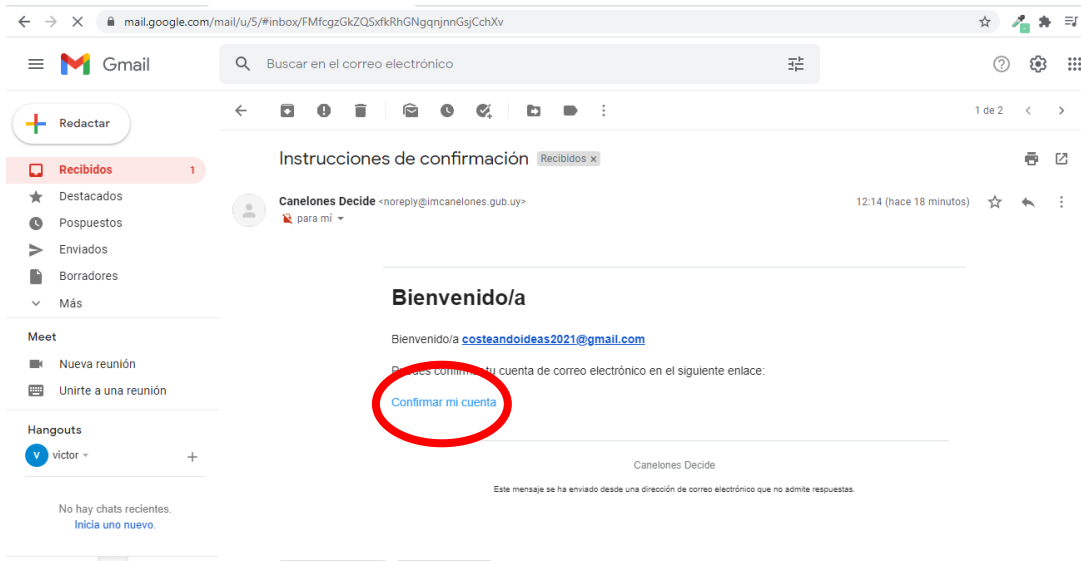 mail.google.com/mail/u/5/#inbox/FMfcgzGkZQSxfkRhGNgqnjnnGsjCchXv
Gmail
Buscar en el correo electrónico
Redactar
1 de 2
Instrucciones de confirmación Recibidos x
Recibidos 1
Destacados
Canelones Decide <noreply@imcanelones.gub.uy> 12:14 (hace 18 minutos)
para mí
Pospuestos
Enviados
Borradores
Más
Bienvenido/a
Meet
Bienvenido/a costeandoideas2021@gmail.com
Nueva reunión
Puedes confirmar tu cuenta de correo electrónico en el siguiente enlace:
Unirte a una reunión
Confirmar mi cuenta
Hangouts
V victor
Canelones Decide
Este mensaje se ha enviado desde una dirección de correo electrónico que no admite respuestas.
No hay chats recientes.
Inicia uno nuevo.